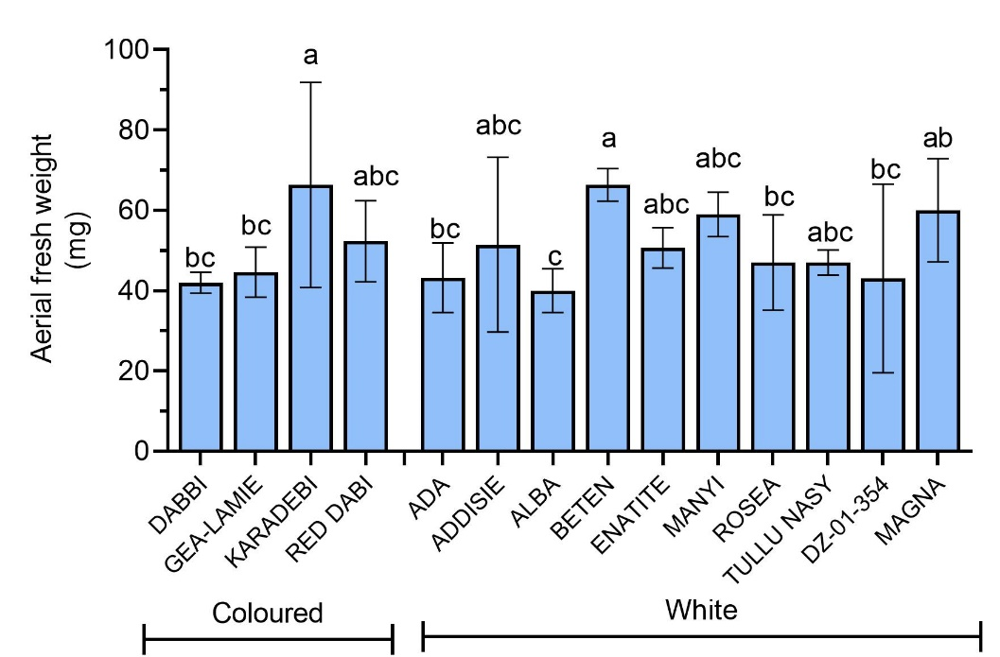 Aerial fresh weight
(mg)
100
80
60
40
20
0
bc
bc
a
abc
bc
abc
c
a
abc
abc
bc
abc
bc
ab
DABBI
GEA-LAMIE
KARADEBI
RED DABI
ADA
ADDISIE
ALBA
BETEN
ENATITE
MANYI
ROSEA
TULLU NASY
DZ-01-354
MAGNA
Coloured
White